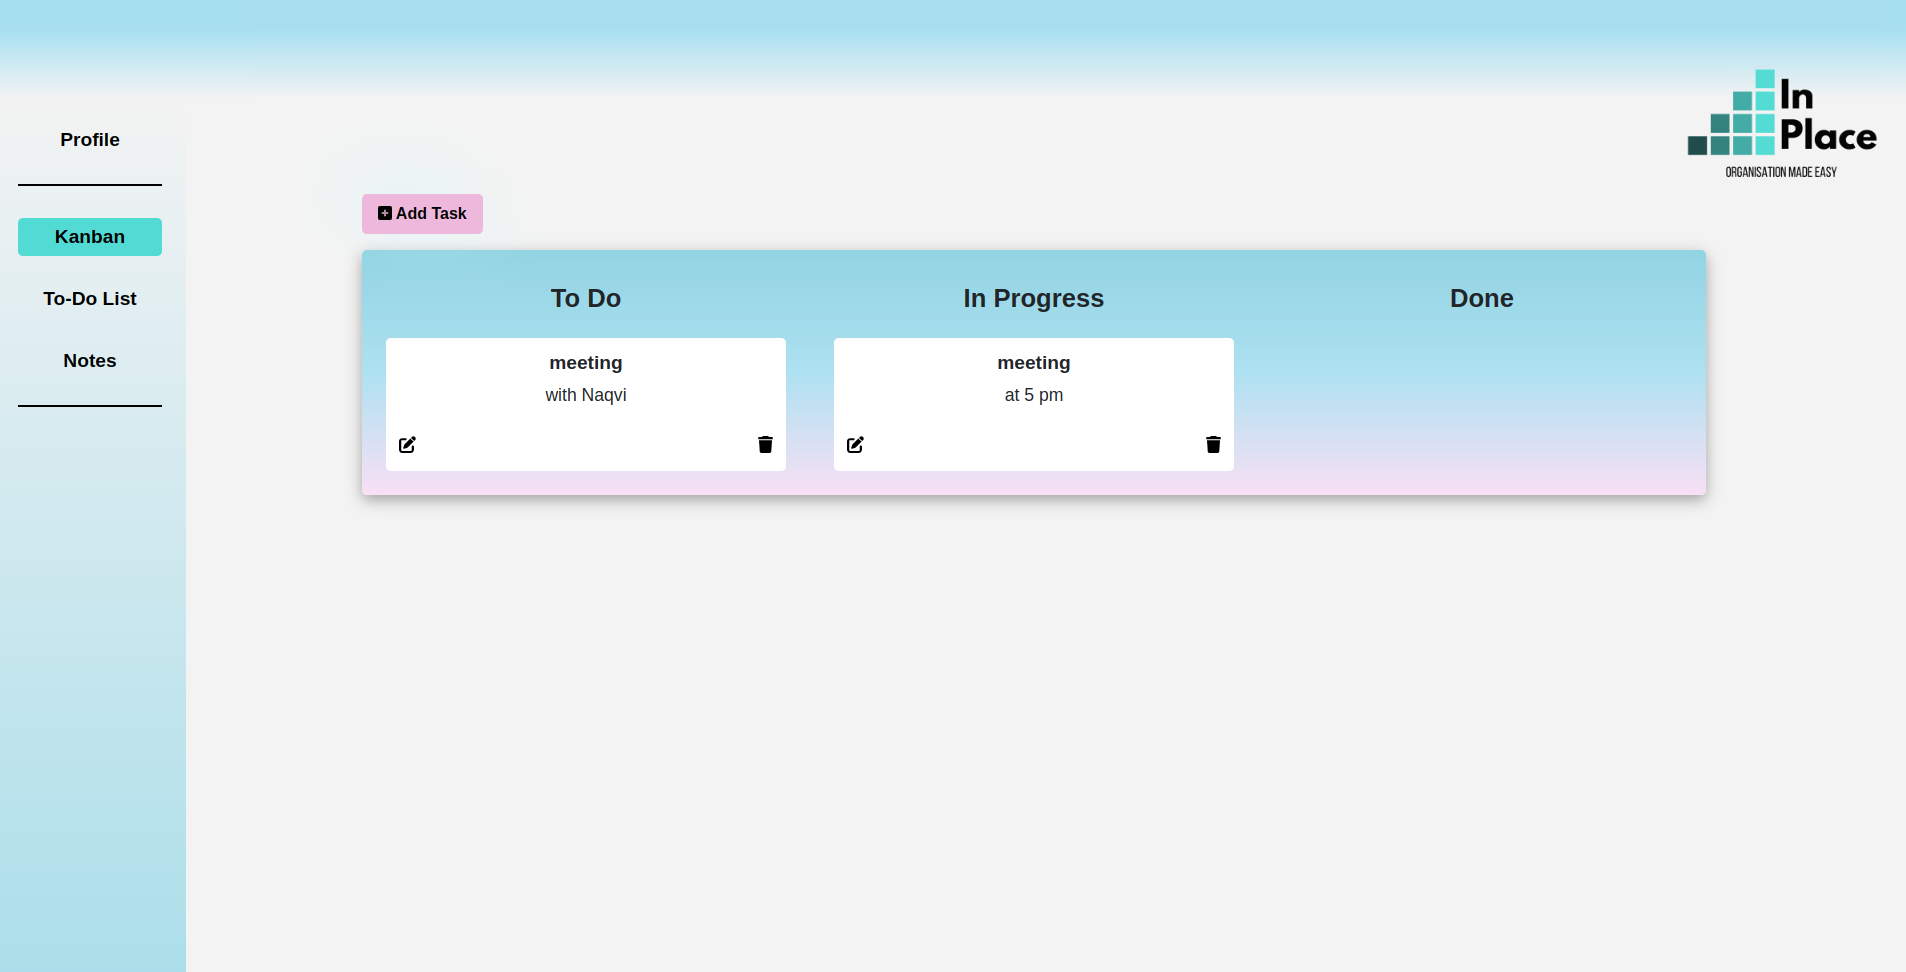 In
Place
ORGANISATION MADE EASY
Profile
Kanban
To-Do List
Notes
Add Task
To Do
meeting
with Naqvi
In Progress
meeting
at 5 pm
Done